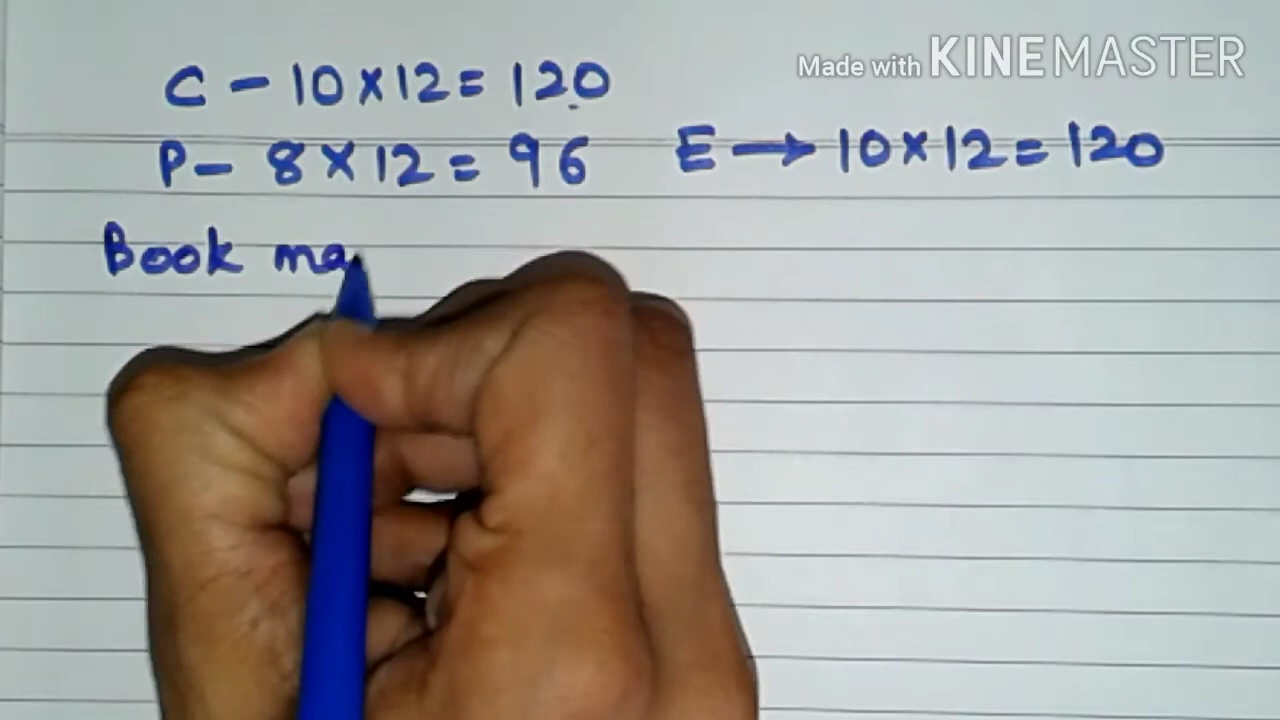 Made with KINEMASTER
C - 10 × 12 = 120
P - 8 × 12 = 96
E → 10 × 12 = 120
Book ma